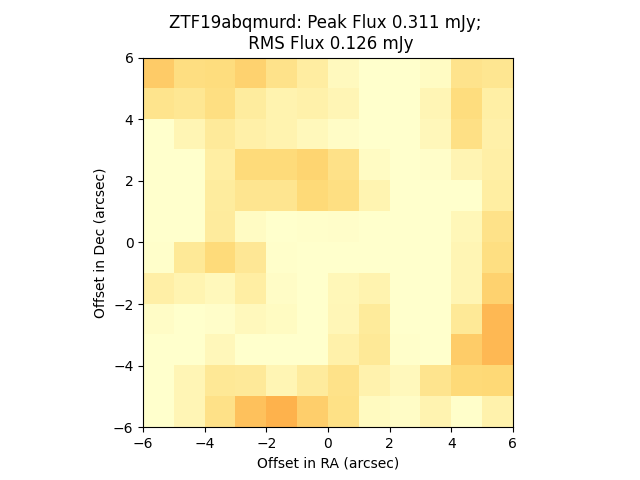 ZTF19abqmurd: Peak Flux 0.311 mJy;
RMS Flux 0.126 mJy
6
4
2
0
−2
−4
−6
Offset in Dec (arcsec)
−6 −4 −2 0 2 4 6
Offset in RA (arcsec)